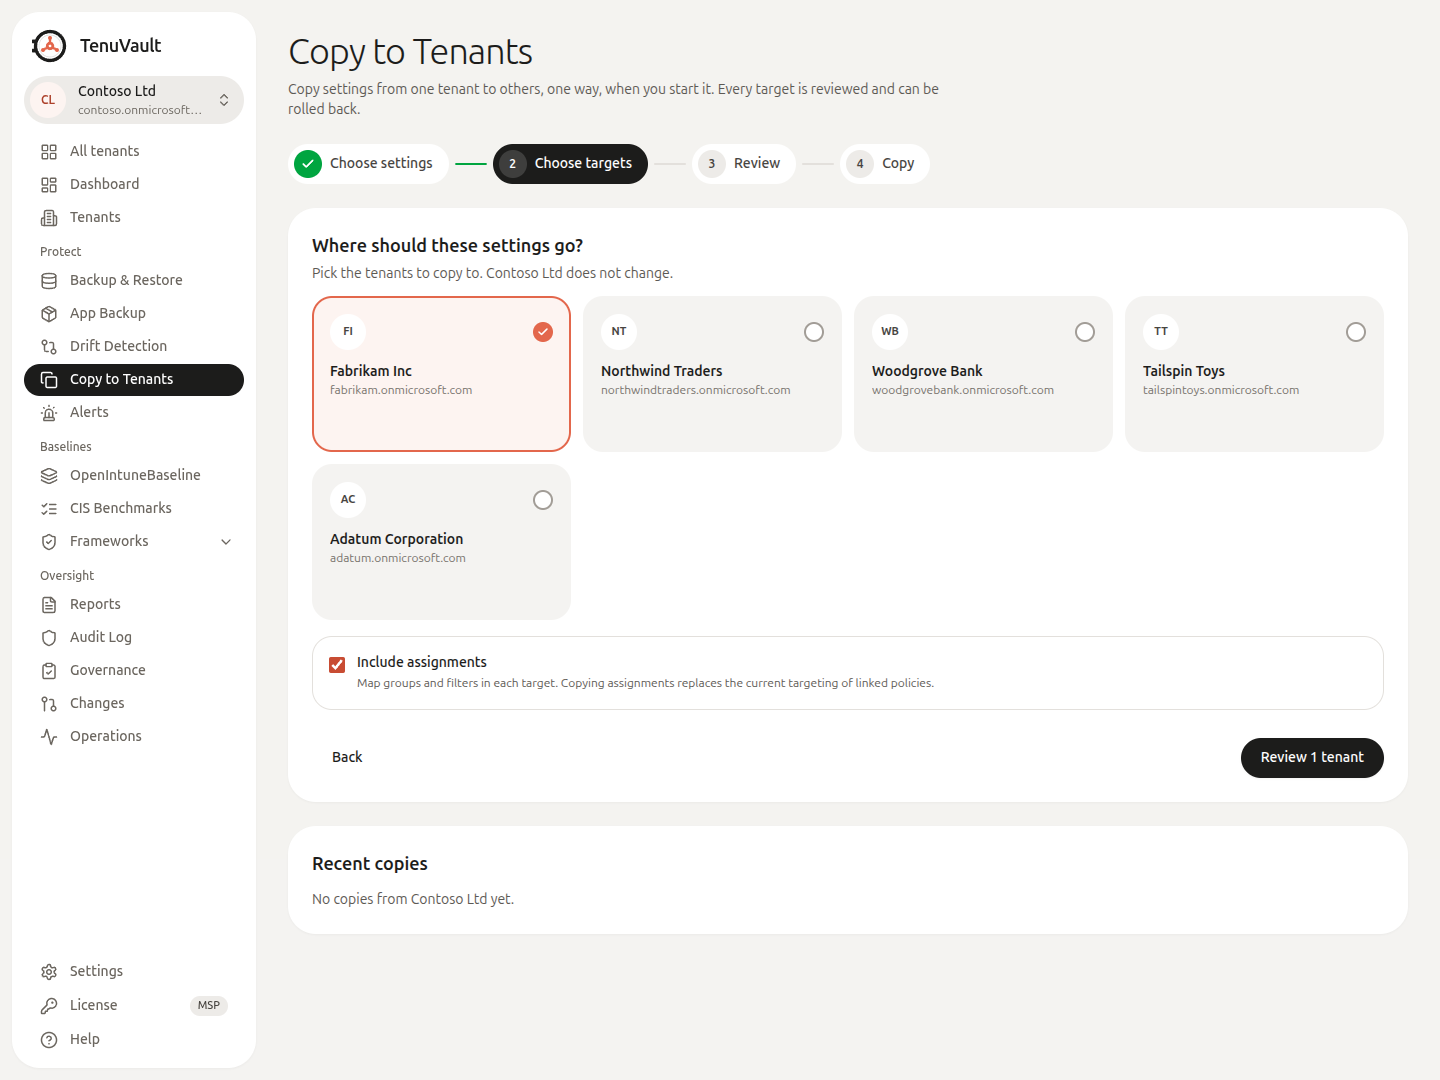 TenuVault
CL
Contoso Ltd
contoso.onmicrosoft...
All tenants
Dashboard
Tenants
Protect
Backup & Restore
App Backup
Drift Detection
Copy to Tenants
Alerts
Baselines
OpenIntuneBaseline
CIS Benchmarks
Frameworks
Oversight
Reports
Audit Log
Governance
Changes
Operations
Settings
License
MSP
Help
Copy to Tenants
Copy settings from one tenant to others, one way, when you start it. Every target is reviewed and can be
rolled back.
Choose settings
2 Choose targets
3 Review
4 Copy
Where should these settings go?
Pick the tenants to copy to. Contoso Ltd does not change.
FI
Fabrikam Inc
fabrikam.onmicrosoft.com
NT
Northwind Traders
northwindtraders.onmicrosoft.com
WB
Woodgrove Bank
woodgrovebank.onmicrosoft.com
TT
Tailspin Toys
tailspintoys.onmicrosoft.com
AC
Adatum Corporation
adatum.onmicrosoft.com
Include assignments
Map groups and filters in each target. Copying assignments replaces the current targeting of linked policies.
Back
Review 1 tenant
Recent copies
No copies from Contoso Ltd yet.